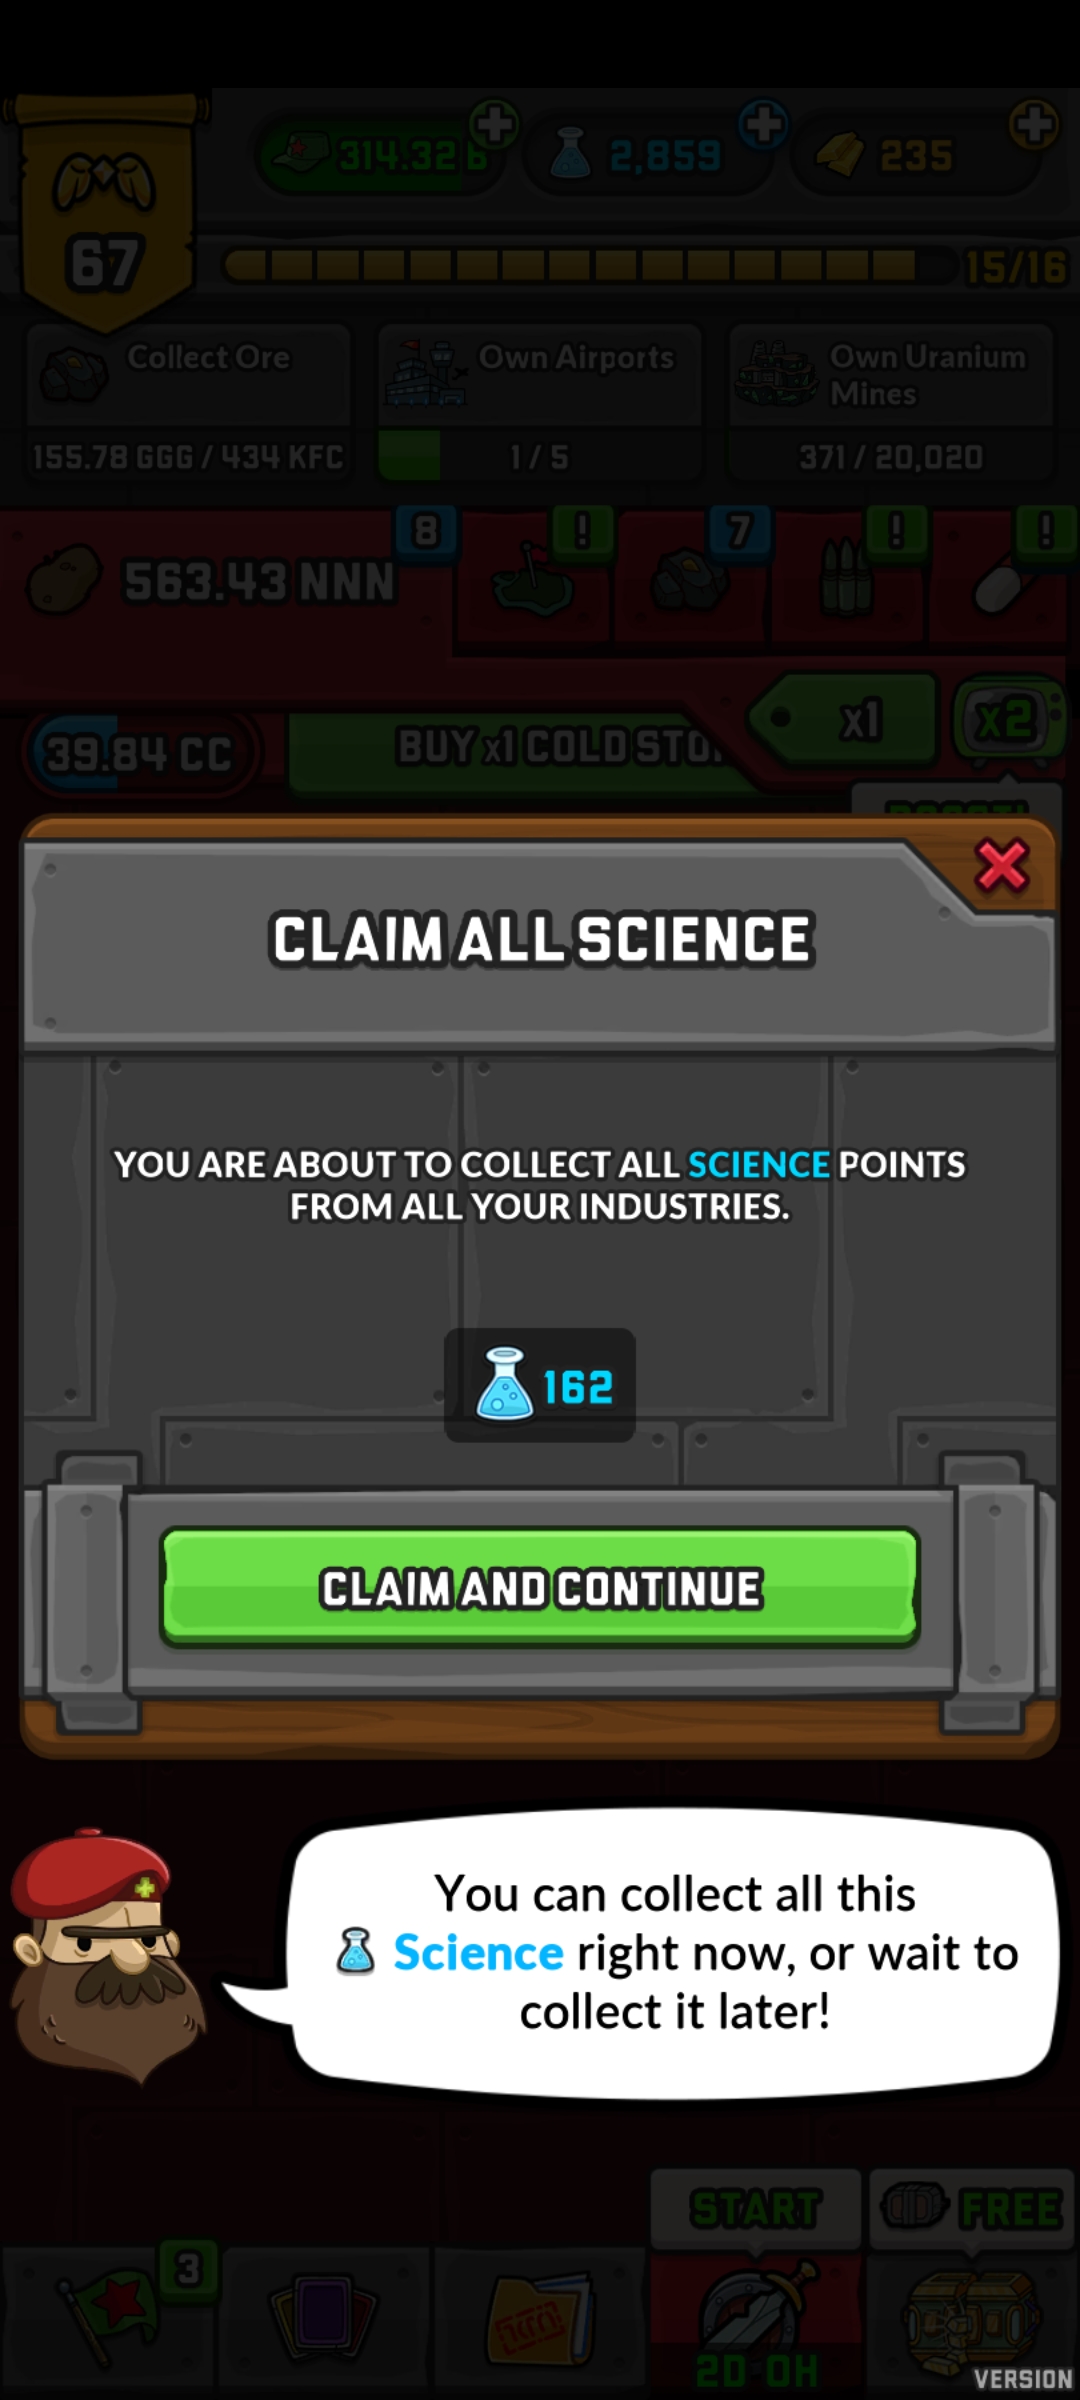 314.32 B
2,859
235
67
15/16
Collect Ore
155.78 GGG / 434 KFC
Own Airports
1 / 5
Own Uranium
Mines
371 / 20,020
563.43 NNN
8
!
7
!
!
39.84 CC
BUY x1 COLD STO
x1
x2
CLAIM ALL SCIENCE
YOU ARE ABOUT TO COLLECT ALL SCIENCE POINTS
FROM ALL YOUR INDUSTRIES.
162
CLAIM AND CONTINUE
You can collect all this
Science right now, or wait to
collect it later!
START
FREE
3
2D 0H
VERSION